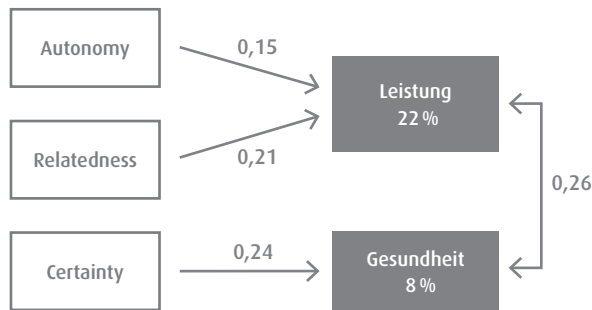 Autonomy
0,15
Leistung
22 %
Relatedness
0,21
0,26
Certainty
0,24
Gesundheit
8 %